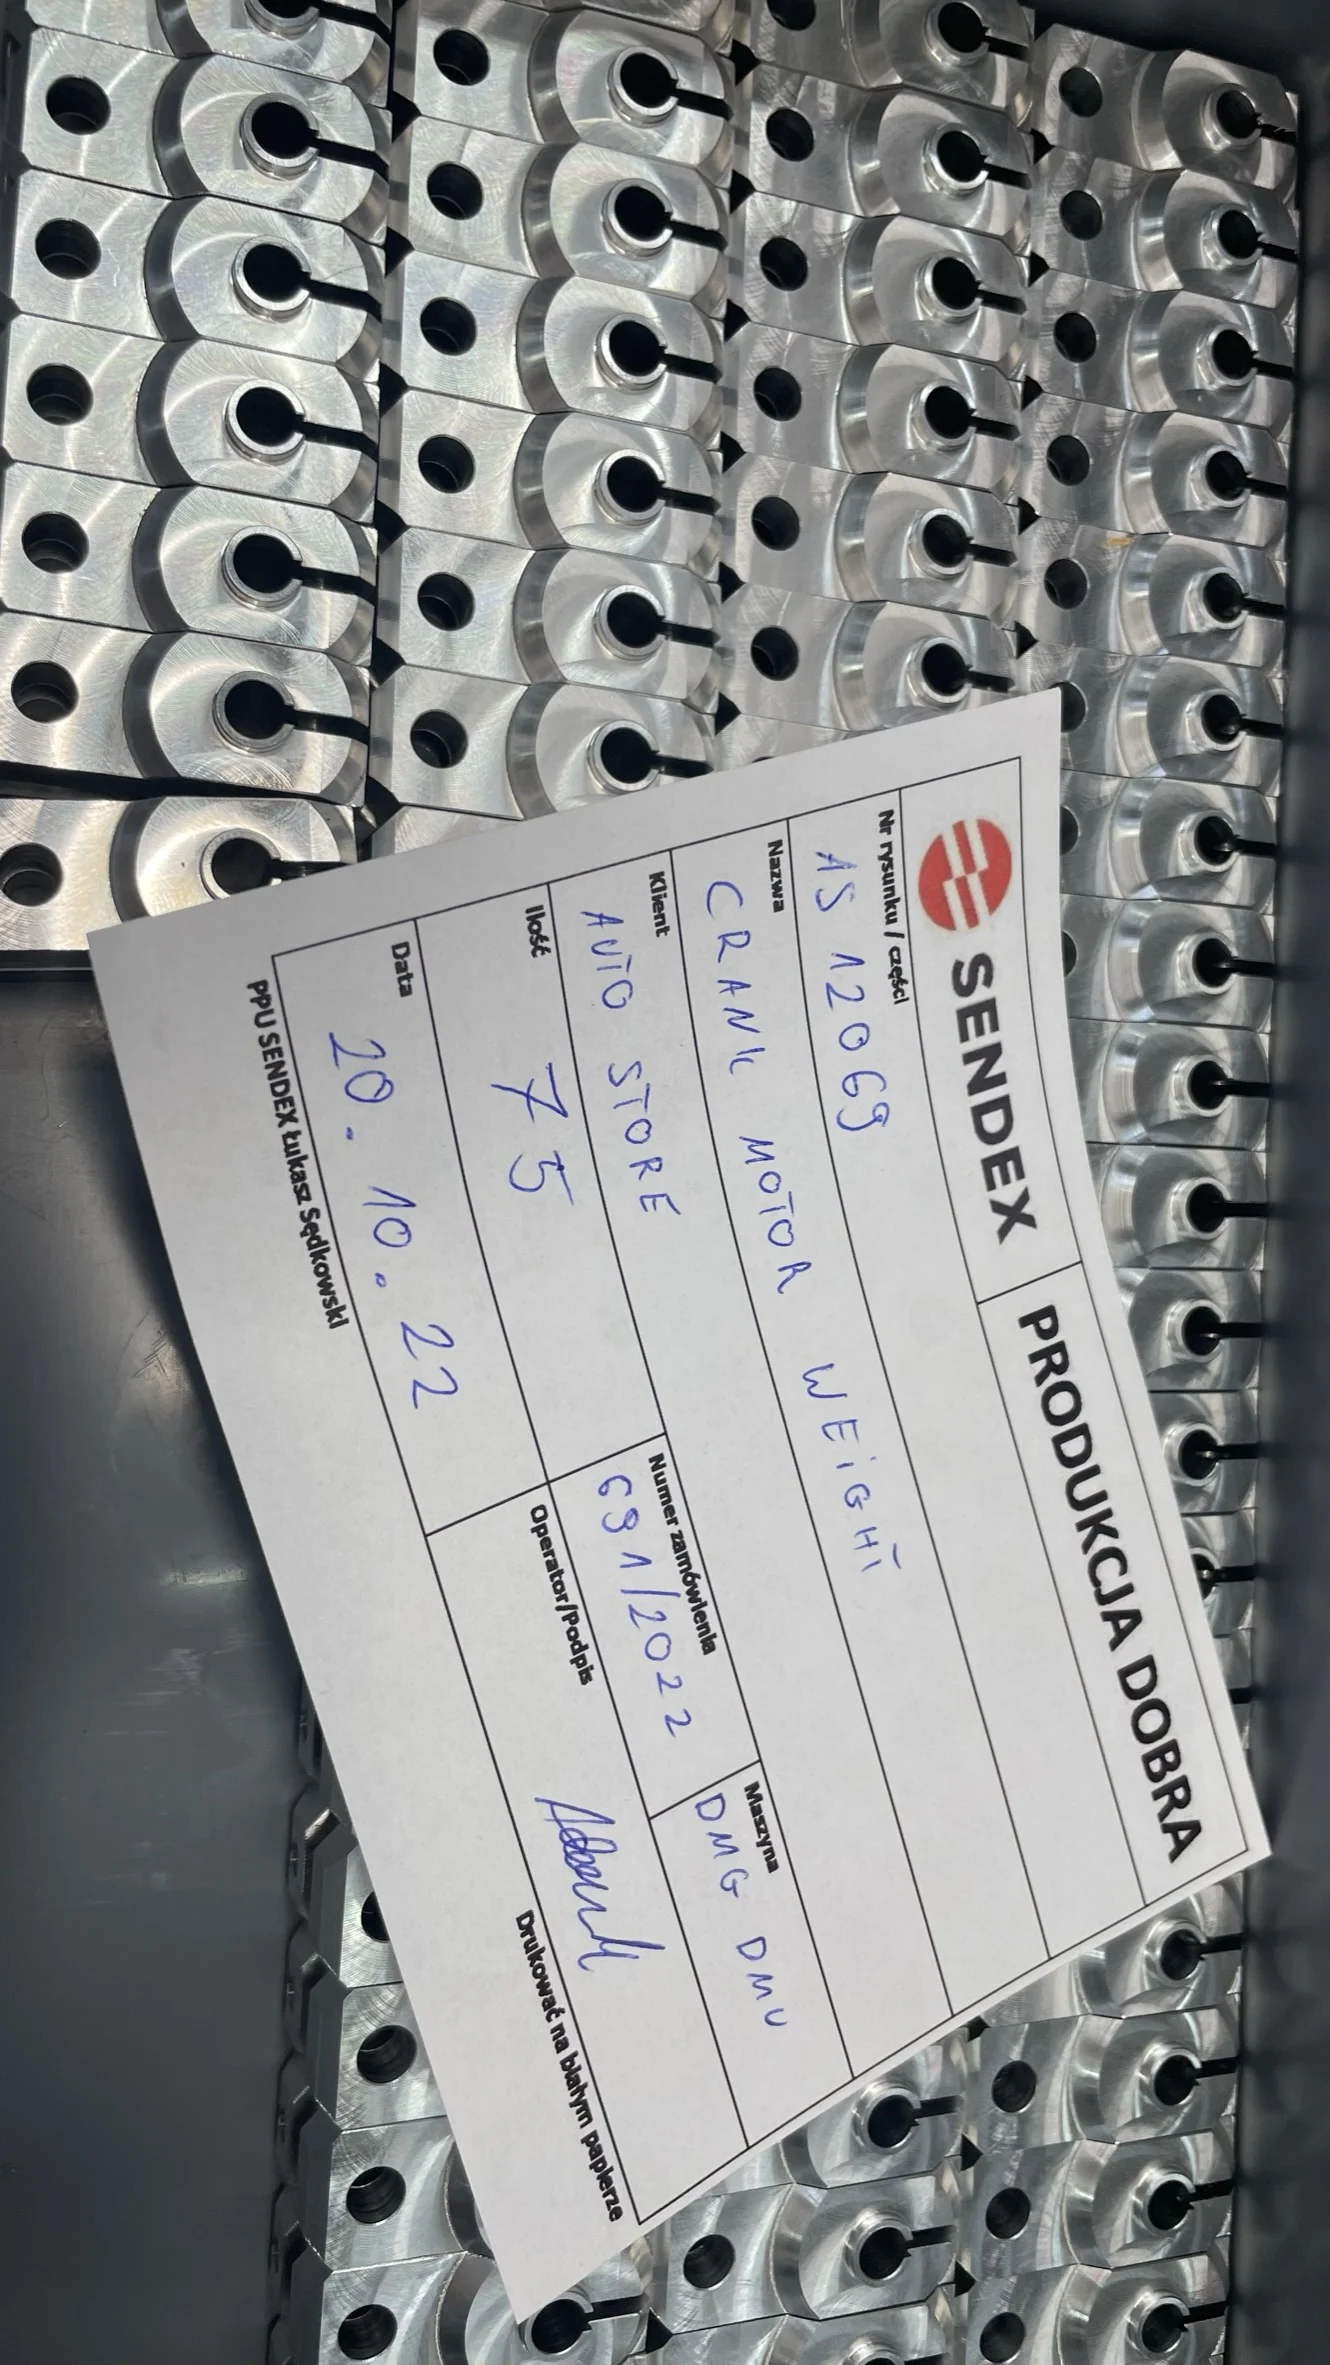 SENDEX PRODUKCJA DOBRA
Nr rysunku / części
AS 12069
Nazwa
CRANK MOTOR WEiGHT
Klient
AUTO STORE
Numer zamówienia
691/2022
Maszyna
DMG DMU
Ilość
75
Operator/Podpis
Data
20.10.22
PPU SENDEX Łukasz Sędkowski
Drukować na białym papierze